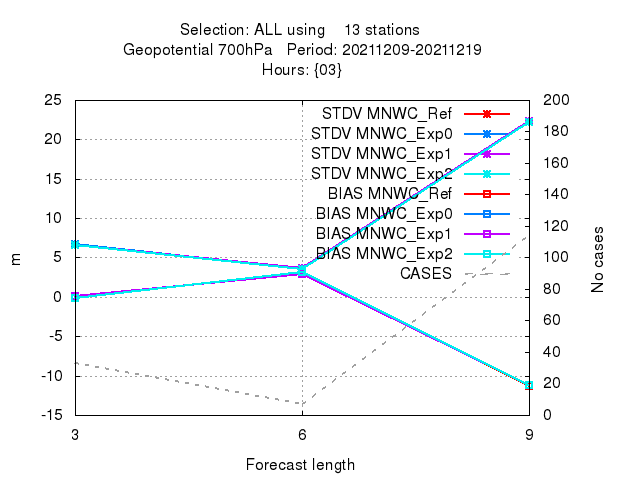 Selection: ALL using 13 stations
Geopotential 700hPa Period: 20211209-20211219
Hours: {03}
25
20
15
10
5
0
-5
-10
-15
m
200
180
160
140
120
100
80
60
40
20
0
No cases
STDV MNWC_Ref
STDV MNWC_Exp0
STDV MNWC_Exp1
STDV MNWC_Exp2
BIAS MNWC_Ref
BIAS MNWC_Exp0
BIAS MNWC_Exp1
BIAS MNWC_Exp2
CASES
3 6 9
Forecast length